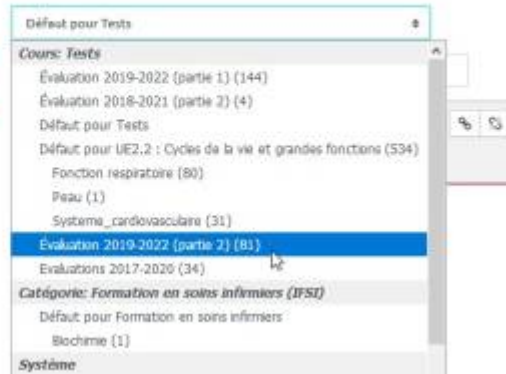 Défaut pour Tests
Cours: Tests
Évaluation 2019-2022 (partie 1) (144)
Évaluation 2018-2021 (partie 2) (4)
Défaut pour Tests
Défaut pour UE2.2 : Cycles de la vie et grandes fonctions (534)
Fonction respiratoire (80)
Peau (1)
Systeme_cardiovasculaire (31)
Évaluation 2019-2022 (partie 2) (81)
Evaluations 2017-2020 (34)
Catégorie: Formation en soins infirmiers (IFSI)
Défaut pour Formation en soins infirmiers
Biochimie (1)
Système